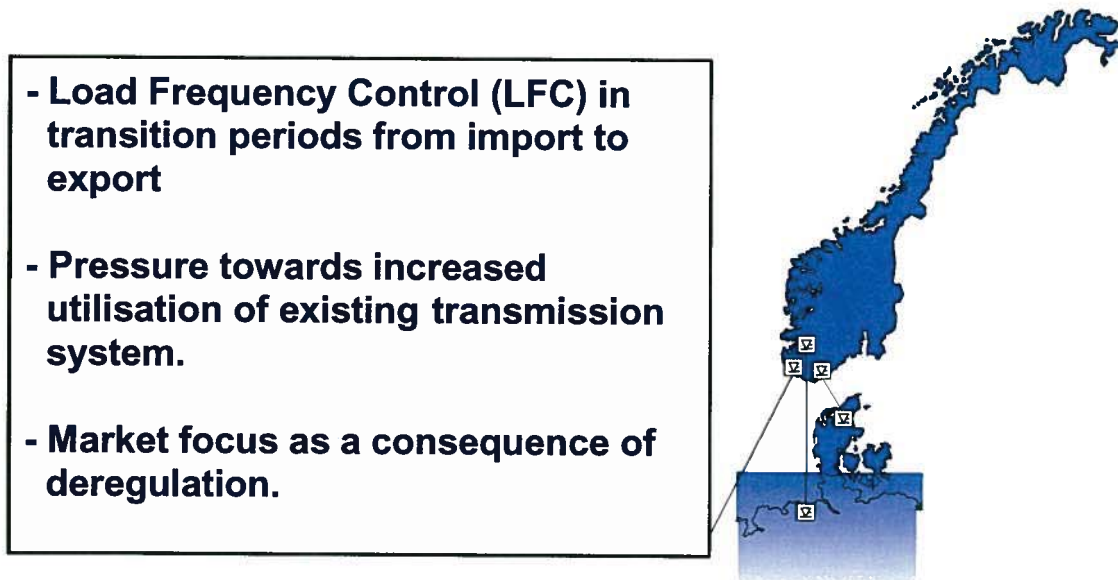 - Load Frequency Control (LFC) in
transition periods from import to
export
- Pressure towards increased
utilisation of existing transmission
system.
- Market focus as a consequence of
deregulation.